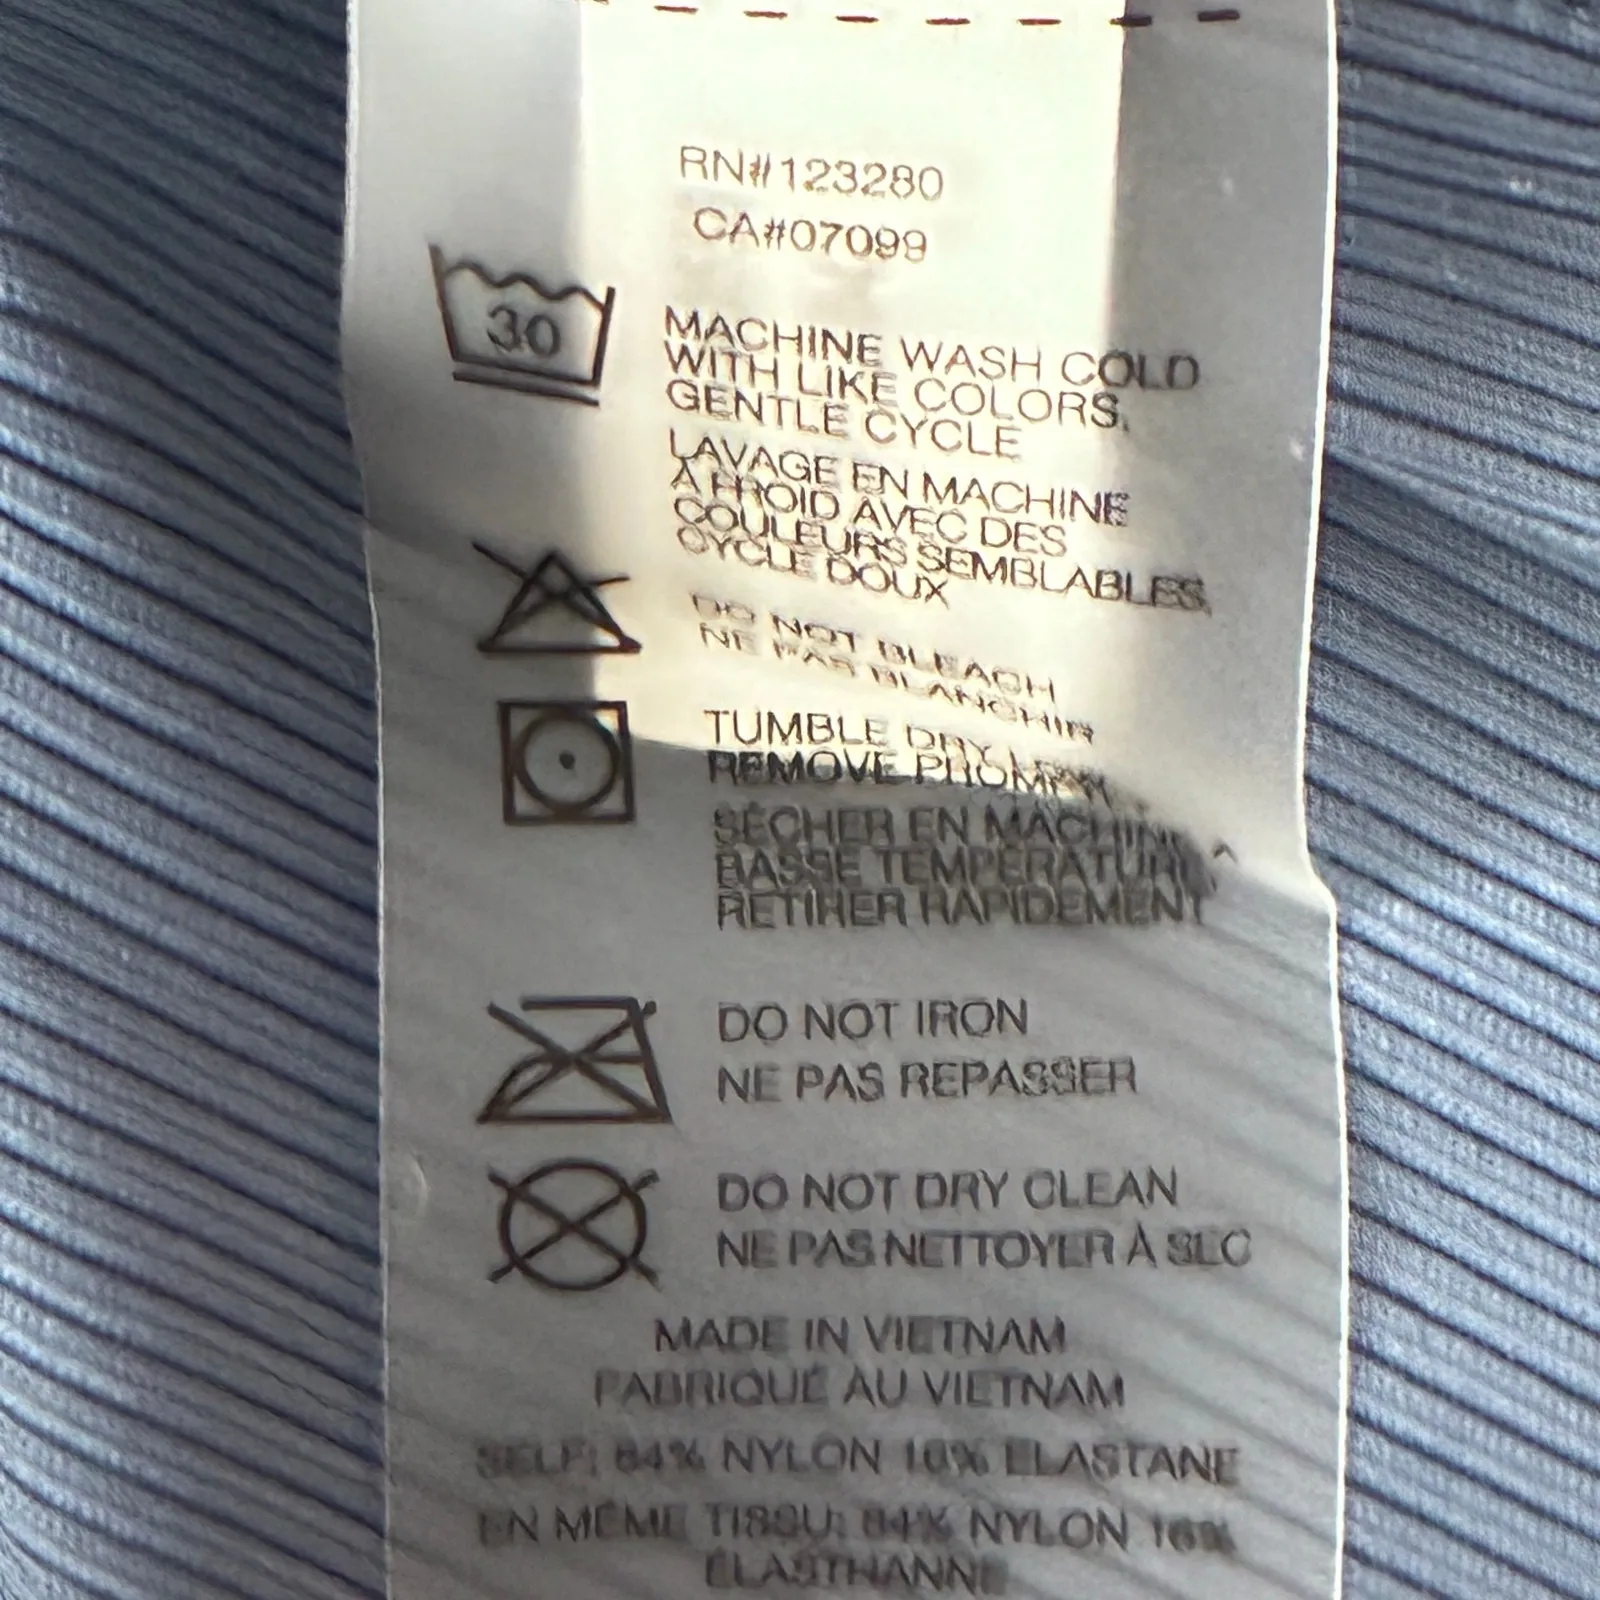 RN#123280
CA#07099
30
MACHINE WASH COLD
WITH LIKE COLORS.
GENTLE CYCLE
LAVAGE EN MACHINE
À FROID AVEC DES
COULEURS SEMBLABLES,
CYCLE DOUX
DO NOT BLEACH
NE PAS BLANCHIR
TUMBLE DRY LOW
REMOVE
SÉCHER EN MACHINE
BASSE TEMPÉRATURE
RETIRER RAPIDEMENT
DO NOT IRON
NE PAS REPASSER
DO NOT DRY CLEAN
NE PAS NETTOYER À SEC
MADE IN VIETNAM
FABRIQUÉ AU VIETNAM
SELF: 84% NYLON 16% ELASTANE
EN MÊME TISSU: 84% NYLON 16%
ÉLASTHANNE